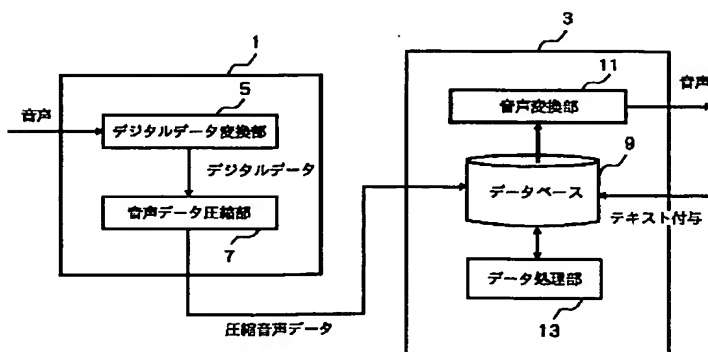 1
3
音声
5
デジタルデータ変換部
デジタルデータ
音声データ圧縮部
7
圧縮音声データ
11
音声変換部
音声
9
データベース
テキスト付与
データ処理部
13